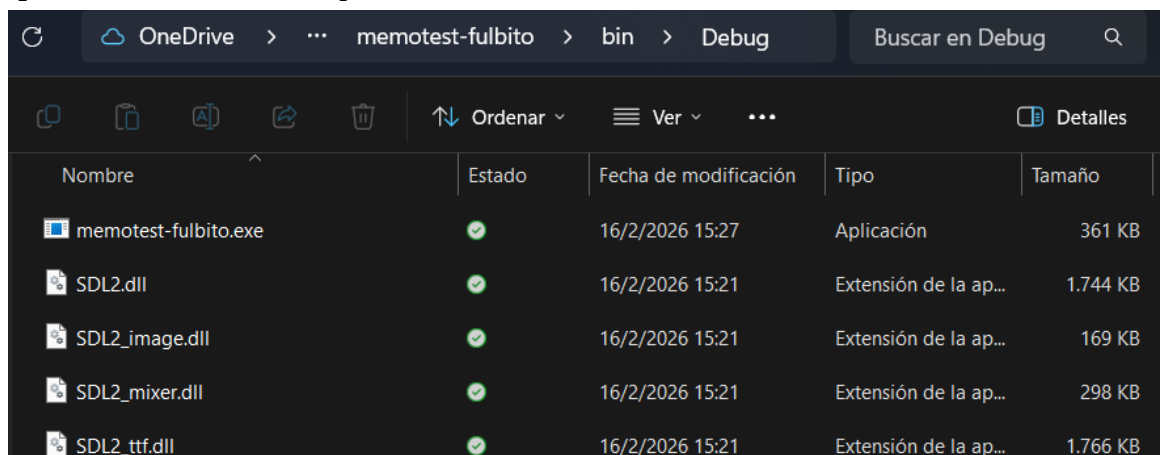 OneDrive > ··· memotest-fulbito > bin > Debug Buscar en Debug
Ordenar Ver ··· Detalles
Nombre Estado Fecha de modificación Tipo Tamaño
memotest-fulbito.exe 16/2/2026 15:27 Aplicación 361 KB
SDL2.dll 16/2/2026 15:21 Extensión de la ap... 1.744 KB
SDL2_image.dll 16/2/2026 15:21 Extensión de la ap... 169 KB
SDL2_mixer.dll 16/2/2026 15:21 Extensión de la ap... 298 KB
SDL2_ttf.dll 16/2/2026 15:21 Extensión de la ap... 1.766 KB